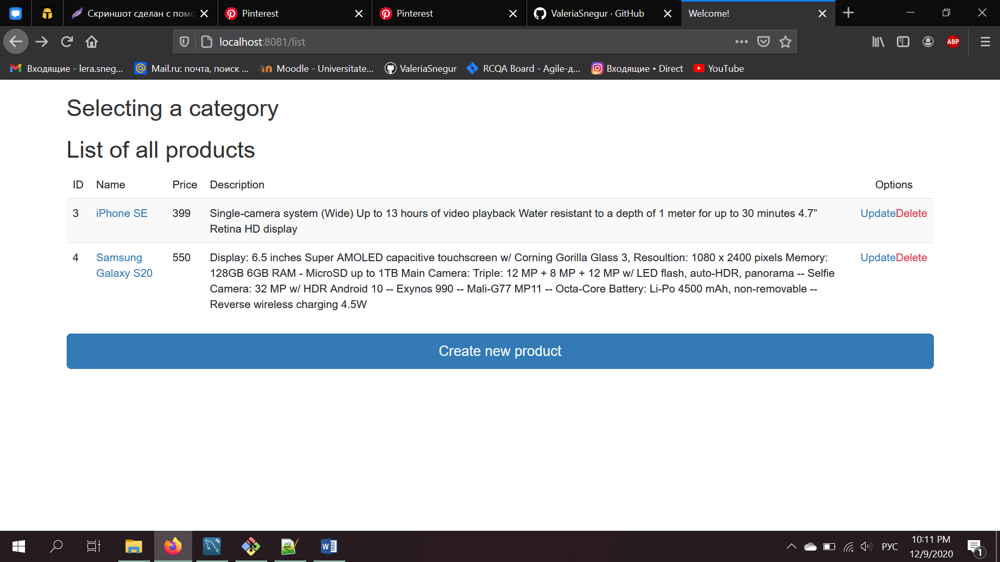 Скриншот сделан с помо
Pinterest
Pinterest
ValeriaSnegur · GitHub
Welcome!
localhost:8081/list
ABP
Входящие - lera.sneg...
Mail.ru: почта, поиск ...
Moodle - Universitate...
ValeriaSnegur
RCQA Board - Agile-д...
Входящие • Direct
YouTube
Selecting a category
List of all products
ID Name Price Description Options
3 iPhone SE 399 Single-camera system (Wide) Up to 13 hours of video playback Water resistant to a depth of 1 meter for up to 30 minutes 4.7” UpdateDelete
Retina HD display
4 Samsung 550 Display: 6.5 inches Super AMOLED capacitive touchscreen w/ Corning Gorilla Glass 3, Resoultion: 1080 x 2400 pixels Memory: UpdateDelete
Galaxy S20 128GB 6GB RAM - MicroSD up to 1TB Main Camera: Triple: 12 MP + 8 MP + 12 MP w/ LED flash, auto-HDR, panorama -- Selfie
Camera: 32 MP w/ HDR Android 10 -- Exynos 990 -- Mali-G77 MP11 -- Octa-Core Battery: Li-Po 4500 mAh, non-removable --
Reverse wireless charging 4.5W
Create new product
РУС
10:11 PM
12/9/2020
1